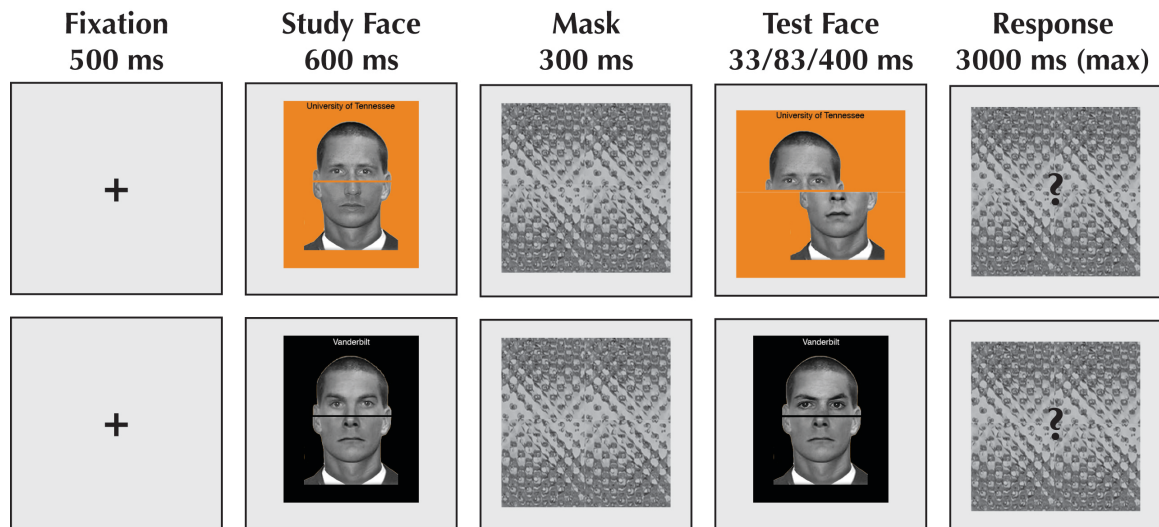 Fixation
500 ms
Study Face
600 ms
Mask
300 ms
Test Face
33/83/400 ms
Response
3000 ms (max)
+
University of Tennessee
University of Tennessee
?
+
Vanderbilt
Vanderbilt
?